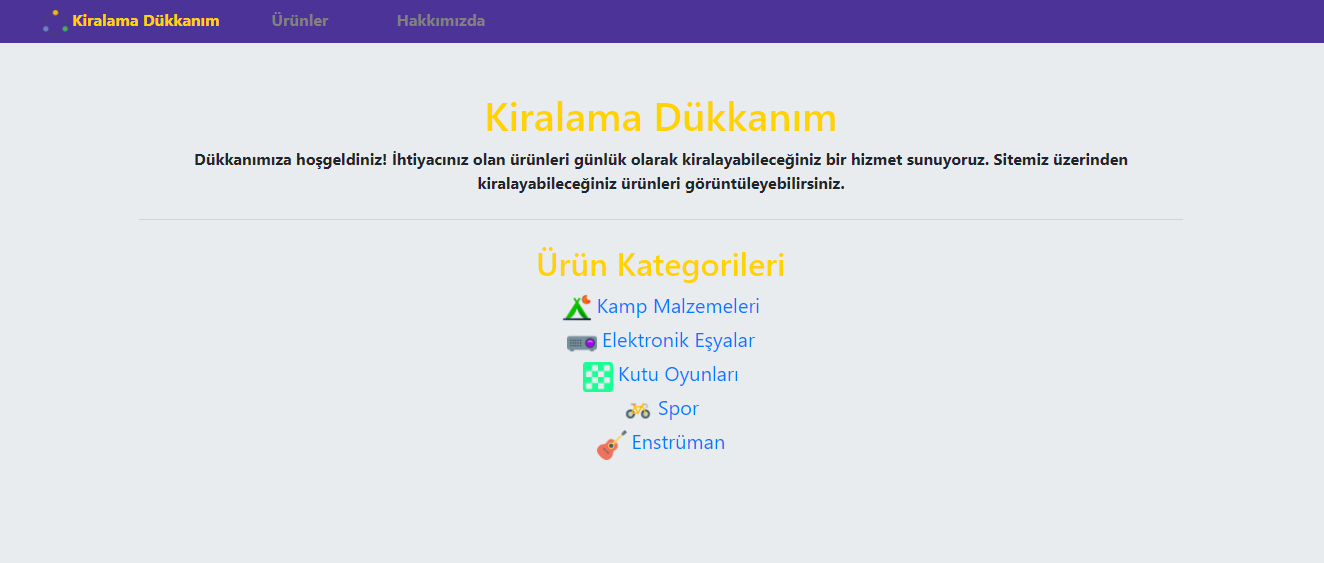 Kiralama Dükkanım Ürünler Hakkımızda
Kiralama Dükkanım
Dükkanımıza hoşgeldiniz! İhtiyacınız olan ürünleri günlük olarak kiralayabileceğiniz bir hizmet sunuyoruz. Sitemiz üzerinden
kiralayabileceğiniz ürünleri görüntüleyebilirsiniz.
Ürün Kategorileri
Kamp Malzemeleri
Elektronik Eşyalar
Kutu Oyunları
Spor
Enstrüman